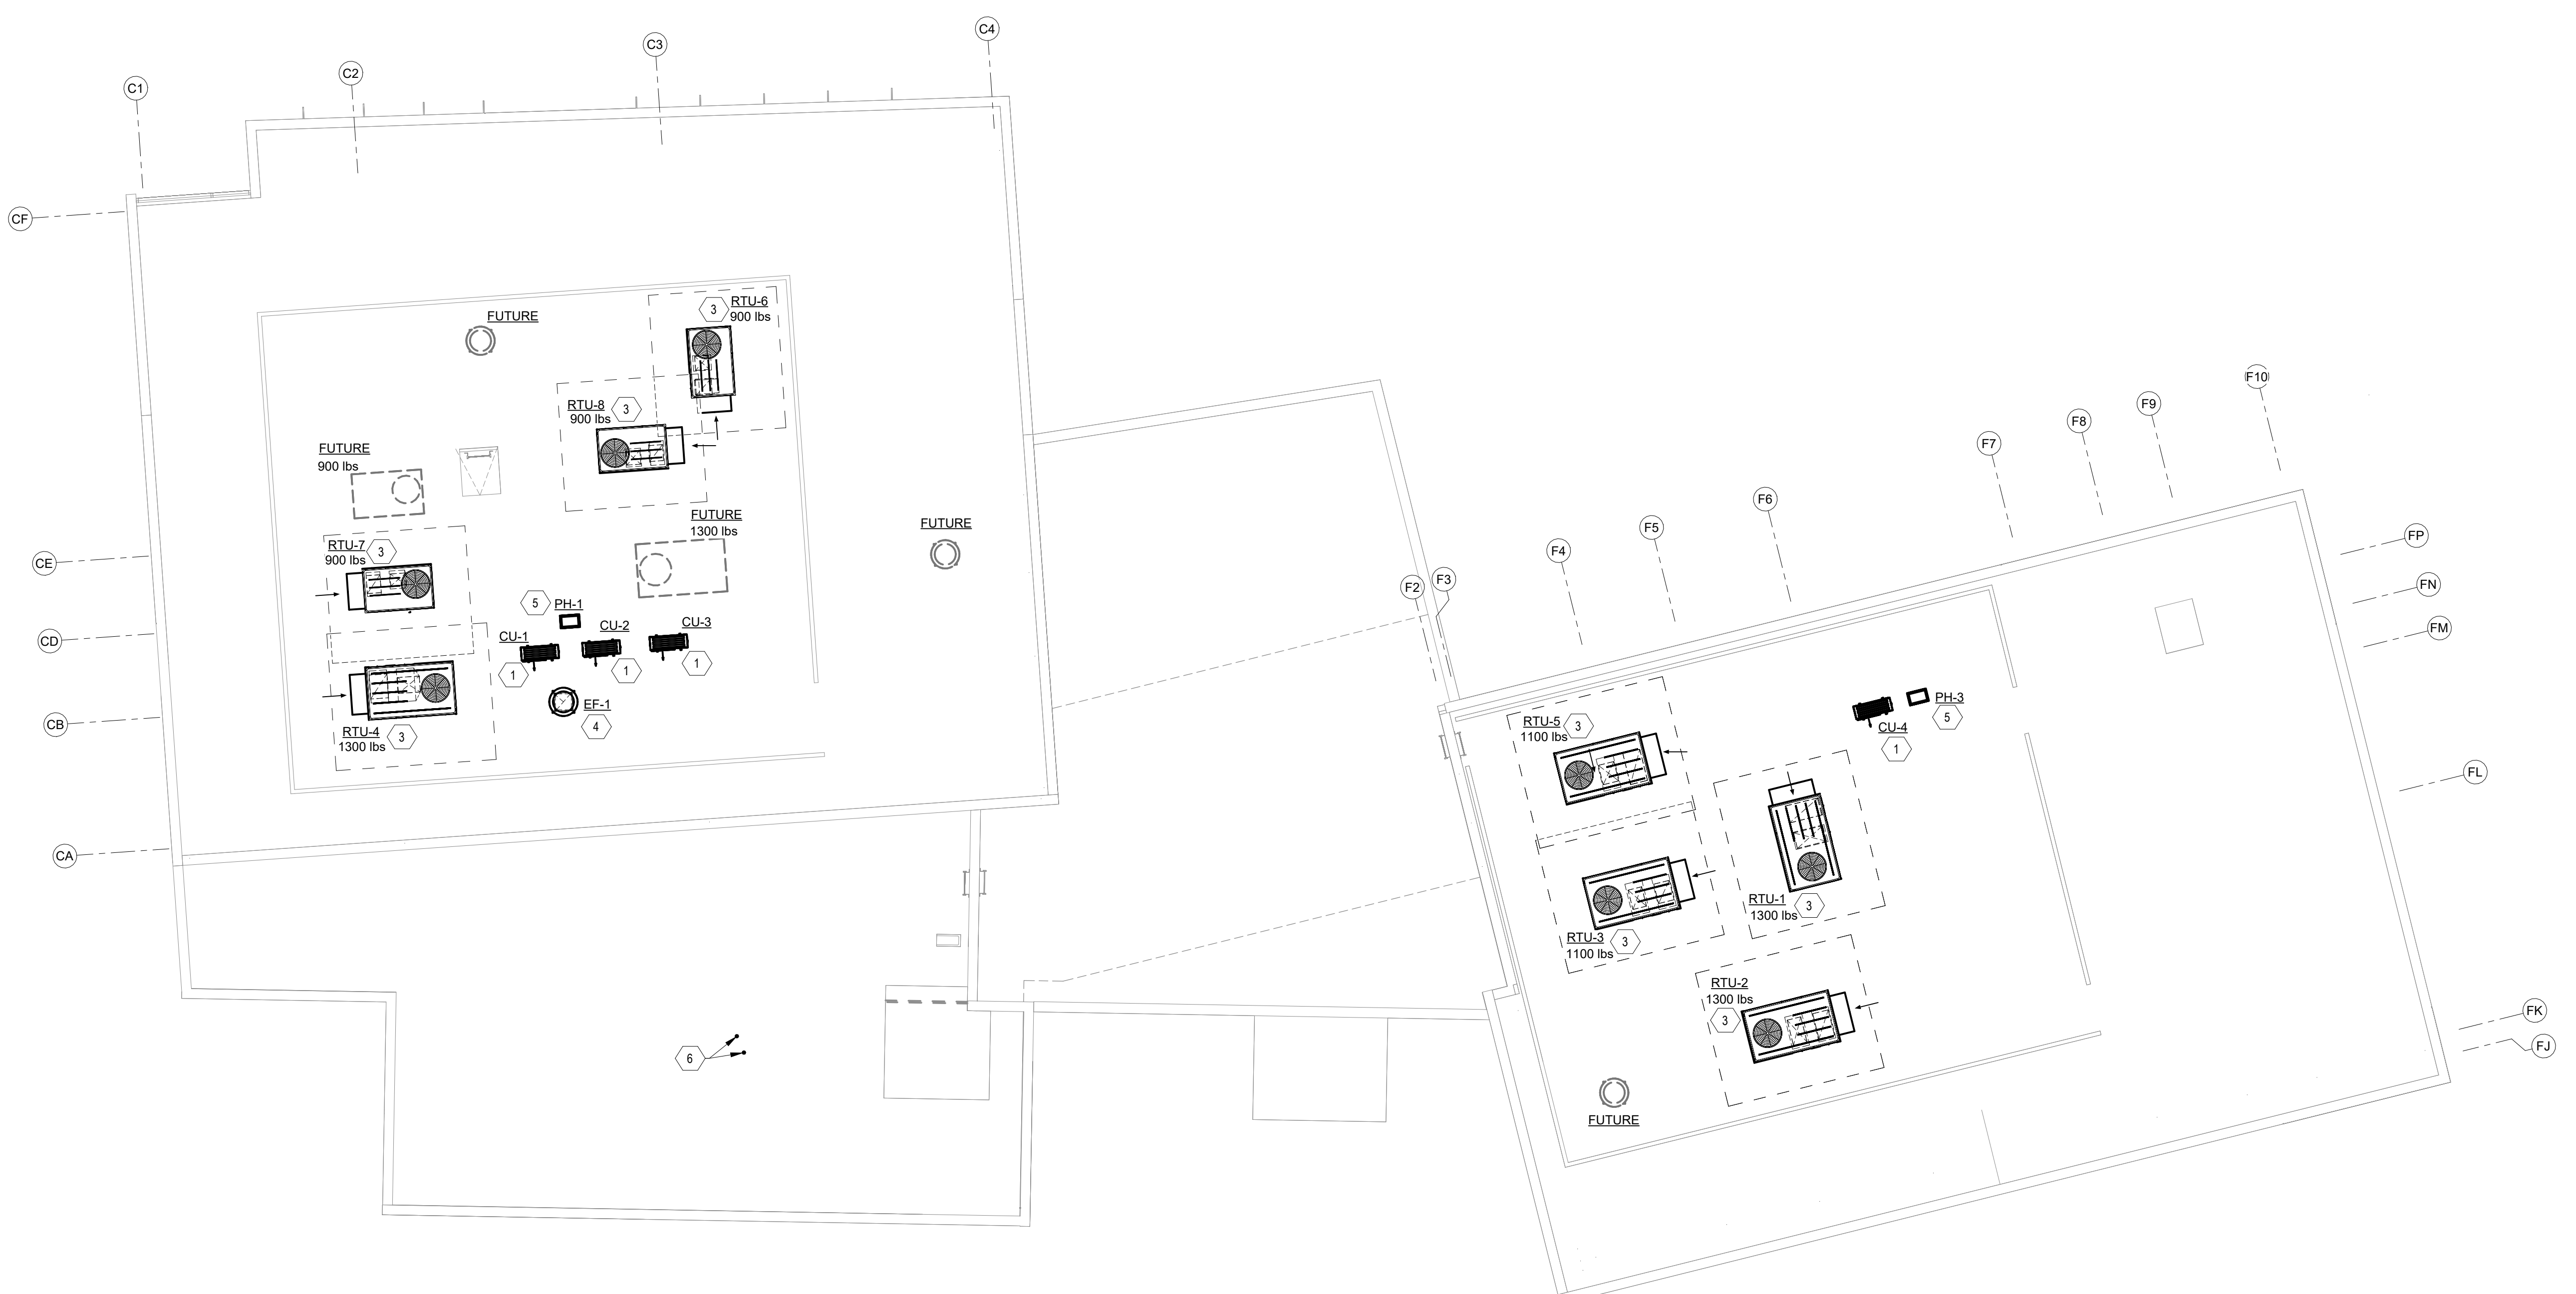 C1
C2
C3
C4
CF
CE
CD
CB
CA
FUTURE
3
RTU-6
900 lbs
RTU-8
900 lbs
3
FUTURE
900 lbs
FUTURE
1300 lbs
FUTURE
RTU-7
900 lbs
3
5
PH-1
CU-1
1
CU-2
1
CU-3
1
EF-1
4
RTU-4
1300 lbs
3
6
F2
F3
F4
F5
F6
F7
F8
F9
F10
FP
FN
FM
FL
FK
FJ
RTU-5
1100 lbs
3
PH-3
5
CU-4
1
RTU-1
1300 lbs
3
RTU-3
1100 lbs
3
RTU-2
1300 lbs
3
FUTURE